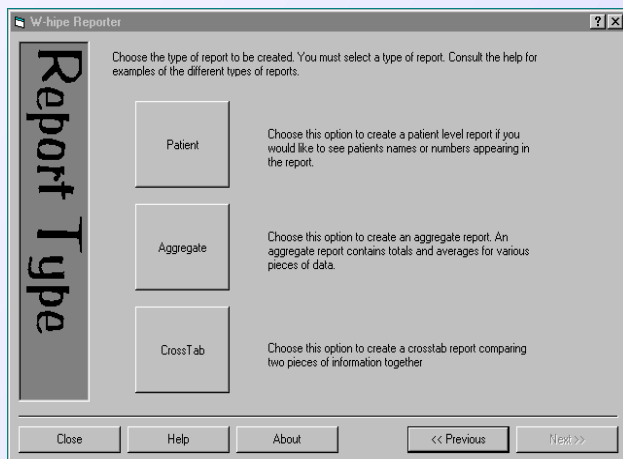 W-hipe Reporter
Report Type
Choose the type of report to be created. You must select a type of report. Consult the help for
examples of the different types of reports.
Patient
Choose this option to create a patient level report if you
would like to see patients names or numbers appearing in
the report.
Aggregate
Choose this option to create an aggregate report. An
aggregate report contains totals and averages for various
pieces of data.
CrossTab
Choose this option to create a crosstab report comparing
two pieces of information together
Close
Help
About
<< Previous
Next >>